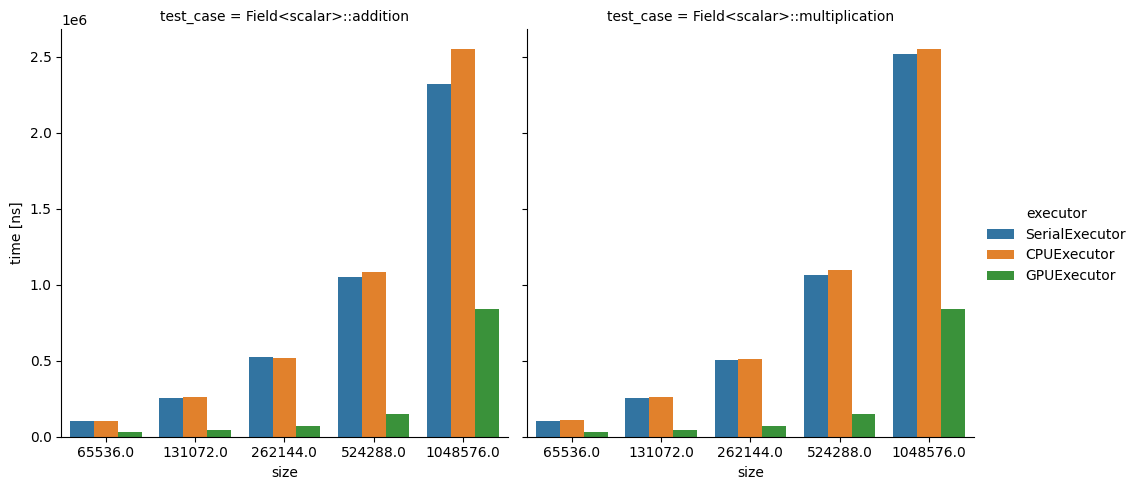 test_case = Field<scalar>::addition
test_case = Field<scalar>::multiplication
1e6
2.5
2.0
1.5
1.0
0.5
0.0
time [ns]
65536.0 131072.0 262144.0 524288.0 1048576.0
size
65536.0 131072.0 262144.0 524288.0 1048576.0
size
executor
SerialExecutor
CPUExecutor
GPUExecutor